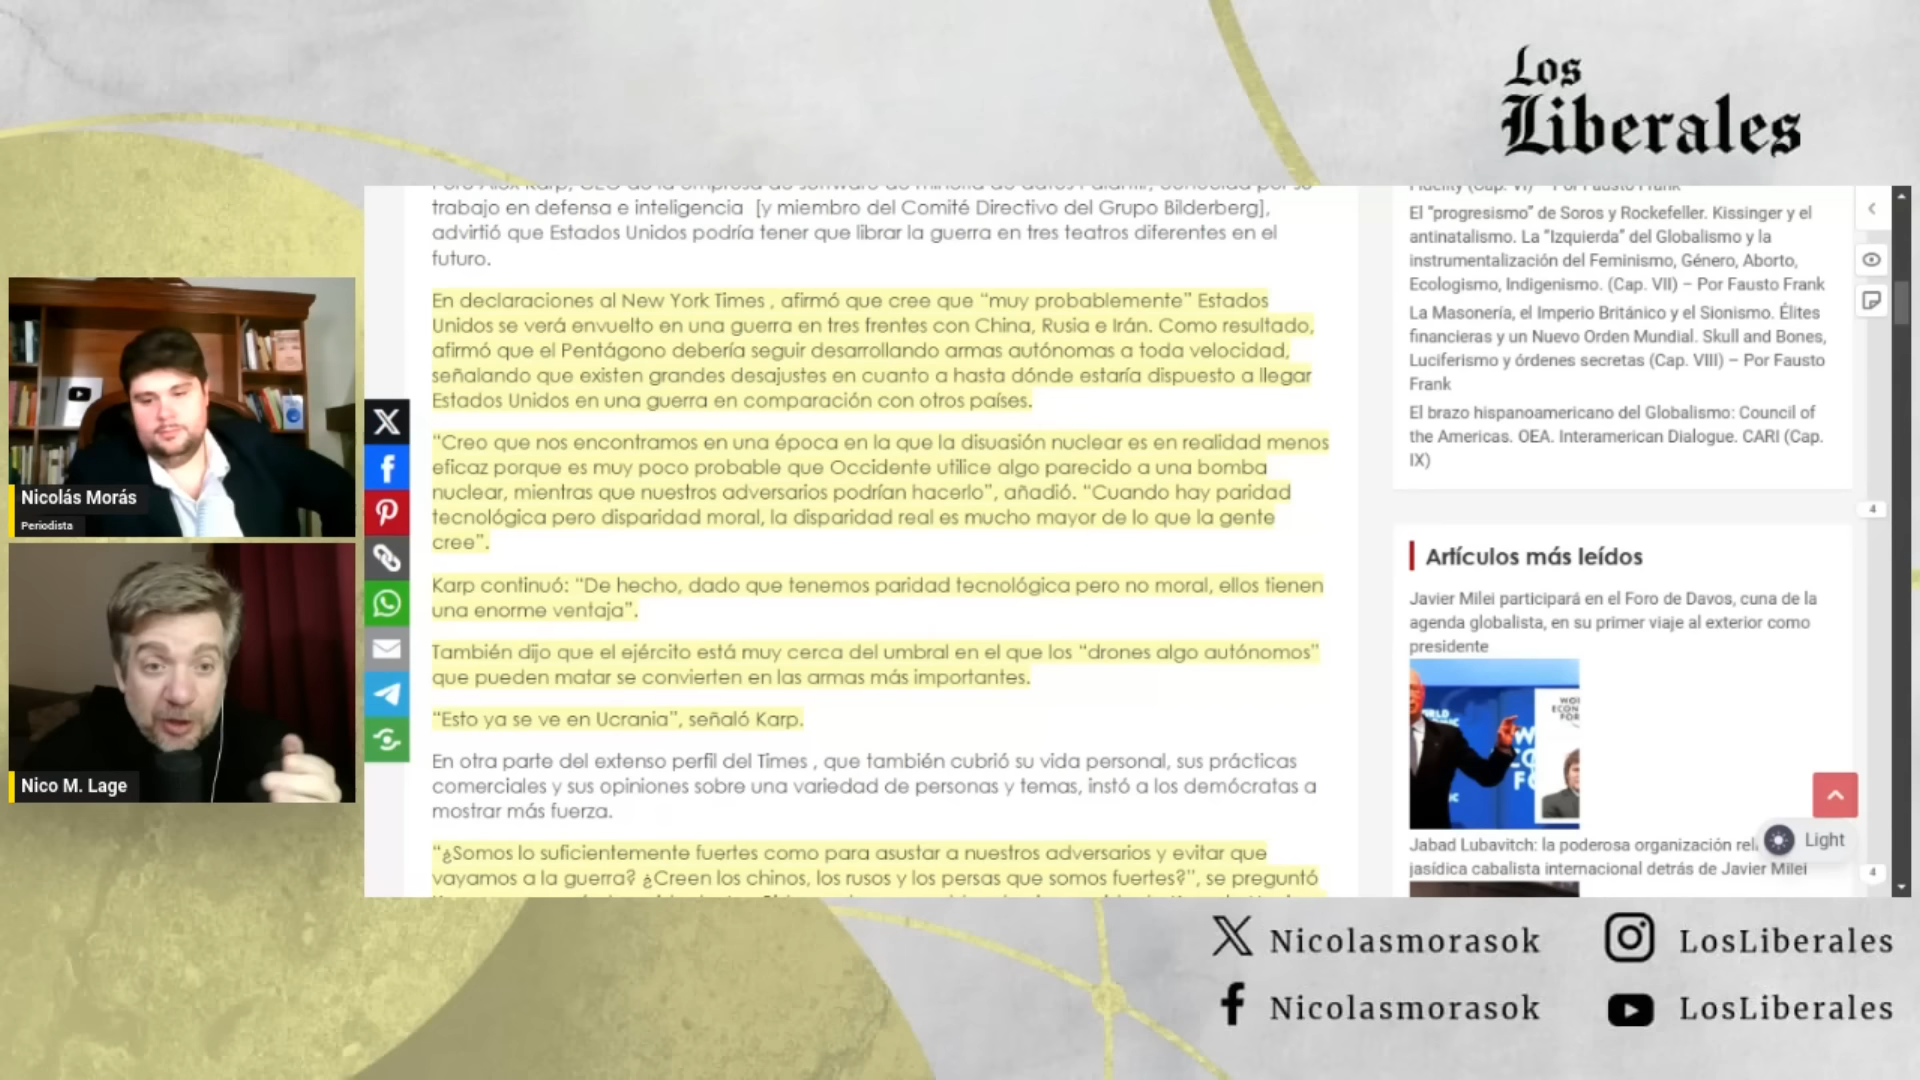 Los
Liberales
trabajo en defensa e inteligencia [y miembro del Comité Directivo del Grupo Bilderberg],
advirtió que Estados Unidos podría tener que librar la guerra en tres teatros diferentes en el
futuro.
En declaraciones al New York Times , afirmó que cree que “muy probablemente” Estados
Unidos se verá envuelto en una guerra en tres frentes con China, Rusia e Irán. Como resultado,
afirmó que el Pentágono debería seguir desarrollando armas autónomas a toda velocidad,
señalando que existen grandes desajustes en cuanto a hasta dónde estaría dispuesto a llegar
Estados Unidos en una guerra en comparación con otros países.
“Creo que nos encontramos en una época en la que la disuasión nuclear es en realidad menos
eficaz porque es muy poco probable que Occidente utilice algo parecido a una bomba
nuclear, mientras que nuestros adversarios podrían hacerlo”, añadió. “Cuando hay paridad
tecnológica pero disparidad moral, la disparidad real es mucho mayor de lo que la gente
cree”.
Karp continuó: “De hecho, dado que tenemos paridad tecnológica pero no moral, ellos tienen
una enorme ventaja”.
También dijo que el ejército está muy cerca del umbral en el que los “drones algo autónomos”
que pueden matar se convierten en las armas más importantes.
“Esto ya se ve en Ucrania”, señaló Karp.
En otra parte del extenso perfil del Times , que también cubrió su vida personal, sus prácticas
comerciales y sus opiniones sobre una variedad de personas y temas, instó a los demócratas a
mostrar más fuerza.
“¿Somos lo suficientemente fuertes como para asustar a nuestros adversarios y evitar que
vayamos a la guerra? ¿Creen los chinos, los rusos y los persas que somos fuertes?”, se preguntó
Fidelity (Cap. VI) – Por Fausto Frank
El “progresismo” de Soros y Rockefeller. Kissinger y el
antinatalismo. La “Izquierda” del Globalismo y la
instrumentalización del Feminismo, Género, Aborto,
Ecologismo, Indigenismo. (Cap. VII) – Por Fausto Frank
La Masonería, el Imperio Británico y el Sionismo. Élites
financieras y un Nuevo Orden Mundial. Skull and Bones,
Luciferismo y órdenes secretas (Cap. VIII) – Por Fausto
Frank
El brazo hispanoamericano del Globalismo: Council of
the Americas. OEA. Interamerican Dialogue. CARI (Cap.
IX)
4
Artículos más leídos
Javier Milei participará en el Foro de Davos, cuna de la
agenda globalista, en su primer viaje al exterior como
presidente
Jabad Lubavitch: la poderosa organización
jasídica cabalista internacional detrás de Javier Milei
Light
4
Nicolás Morás
Periodista
Nico M. Lage
Nicolasmorasok
LosLiberales
Nicolasmorasok
LosLiberales